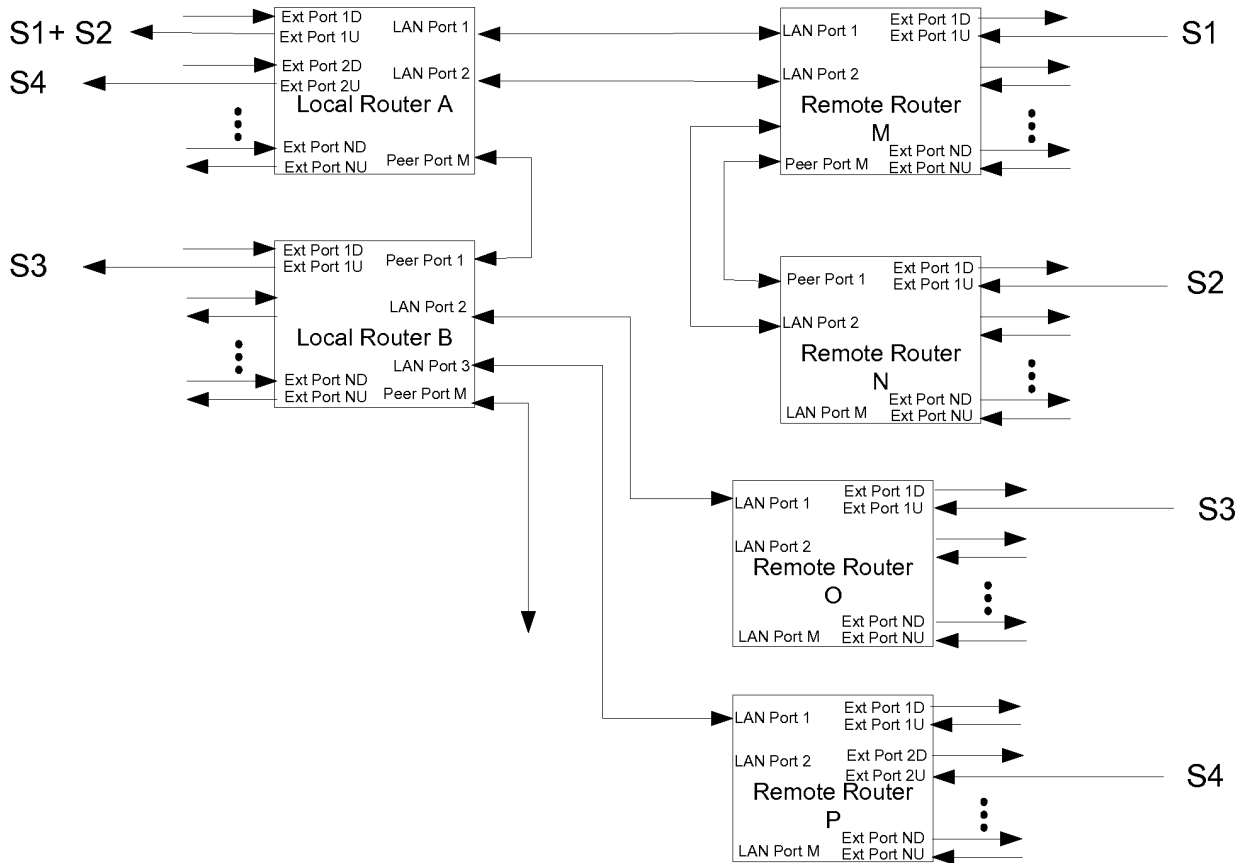 S1+ S2
S4
Ext Port 1D
Ext Port 1U
Ext Port 2D
Ext Port 2U
Local Router A
Ext Port ND
Ext Port NU
LAN Port 1
LAN Port 2
Peer Port M
LAN Port 1
LAN Port 2
Ext Port 1D
Ext Port 1U
Remote Router
M
Peer Port M
Ext Port ND
Ext Port NU
S1
S3
Ext Port 1D
Ext Port 1U
Peer Port 1
LAN Port 2
Local Router B
LAN Port 3
Ext Port ND
Ext Port NU
Peer Port M
Ext Port 1D
Ext Port 1U
Peer Port 1
LAN Port 2
Remote Router
N
LAN Port M
Ext Port ND
Ext Port NU
S2
Ext Port 1D
Ext Port 1U
LAN Port 1
LAN Port 2
Remote Router
O
Ext Port ND
Ext Port NU
LAN Port M
S3
Ext Port 1D
Ext Port 1U
LAN Port 1
LAN Port 2
Ext Port 2D
Ext Port 2U
Remote Router
P
Ext Port ND
Ext Port NU
LAN Port M
S4